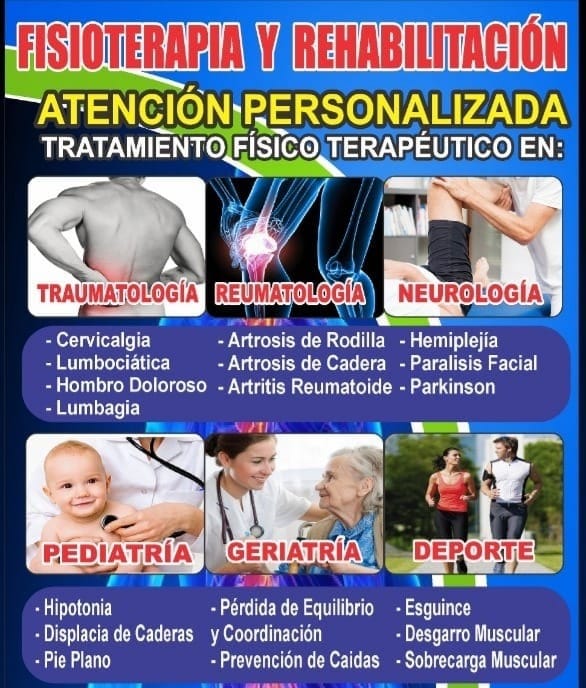 FISIOTERAPIA Y REHABILITACIÓN
ATENCIÓN PERSONALIZADA
TRATAMIENTO FÍSICO TERAPÉUTICO EN:
TRAUMATOLOGÍA
- Cervicalgia
- Lumbociática
- Hombro Doloroso
- Lumbagia
REUMATOLOGÍA
- Artrosis de Rodilla
- Artrosis de Cadera
- Artritis Reumatoide
NEUROLOGÍA
- Hemiplejía
- Paralisis Facial
- Parkinson
PEDIATRÍA
- Hipotonia
- Displacia de Caderas
- Pie Plano
GERIATRÍA
- Pérdida de Equilibrio
y Coordinación
- Prevención de Caidas
DEPORTE
- Esguince
- Desgarro Muscular
- Sobrecarga Muscular